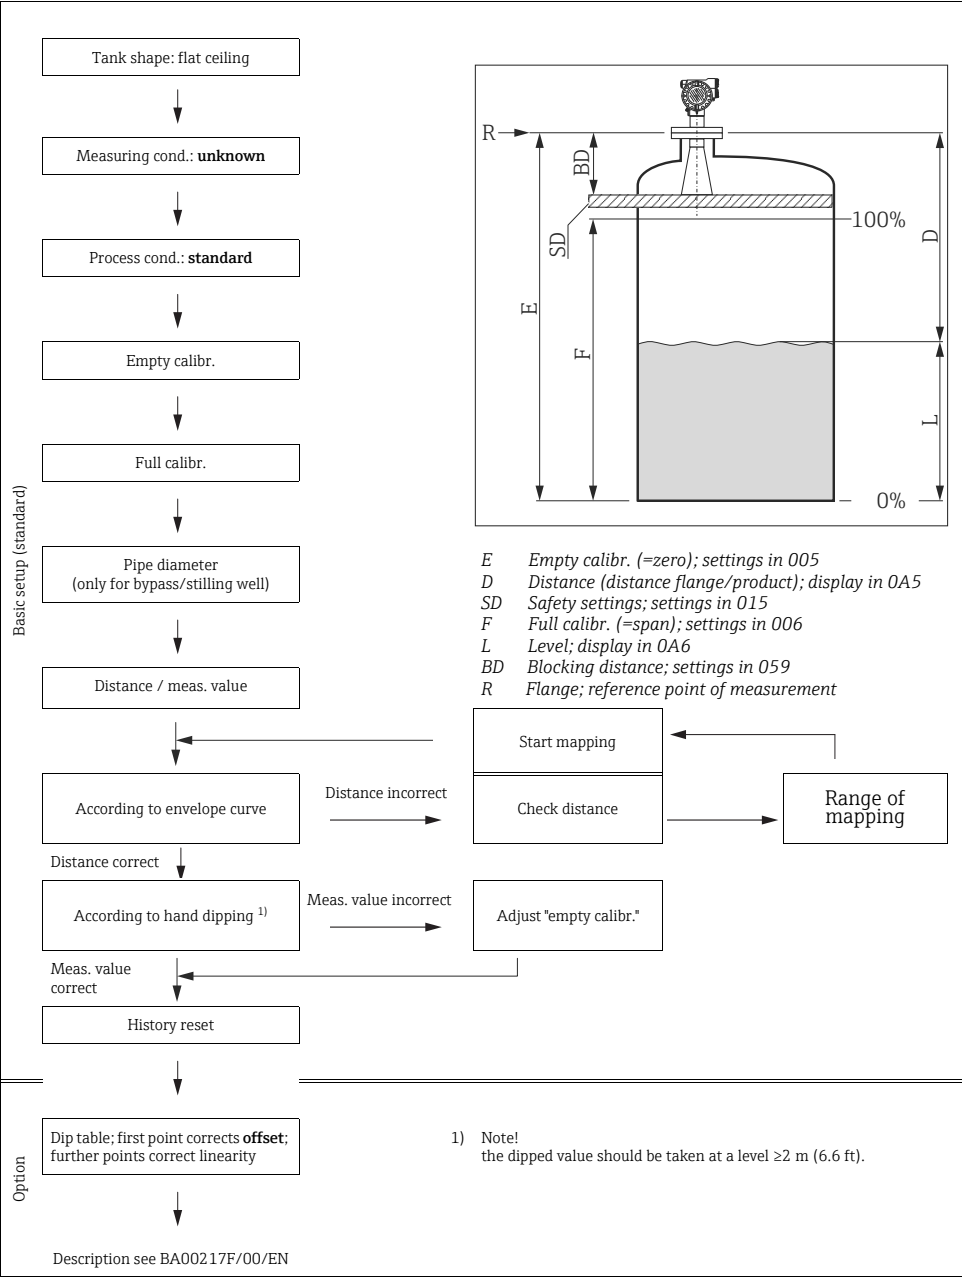 Tank shape: flat ceiling
Measuring cond.: unknown
Process cond.: standard
Empty calibr.
Full calibr.
Pipe diameter
(only for bypass/stilling well)
Distance / meas. value
According to envelope curve
Distance incorrect
Start mapping
Check distance
Range of
mapping
Distance correct
According to hand dipping 1)
Meas. value incorrect
Adjust "empty calibr."
Meas. value
correct
History reset
Basic setup (standard)
R
BD
SD
E
F
100%
D
L
0%
E Empty calibr. (=zero); settings in 005
D Distance (distance flange/product); display in 0A5
SD Safety settings; settings in 015
F Full calibr. (=span); settings in 006
L Level; display in 0A6
BD Blocking distance; settings in 059
R Flange; reference point of measurement
Option
Dip table; first point corrects offset;
further points correct linearity
1) Note!
the dipped value should be taken at a level ≥2 m (6.6 ft).
Description see BA00217F/00/EN